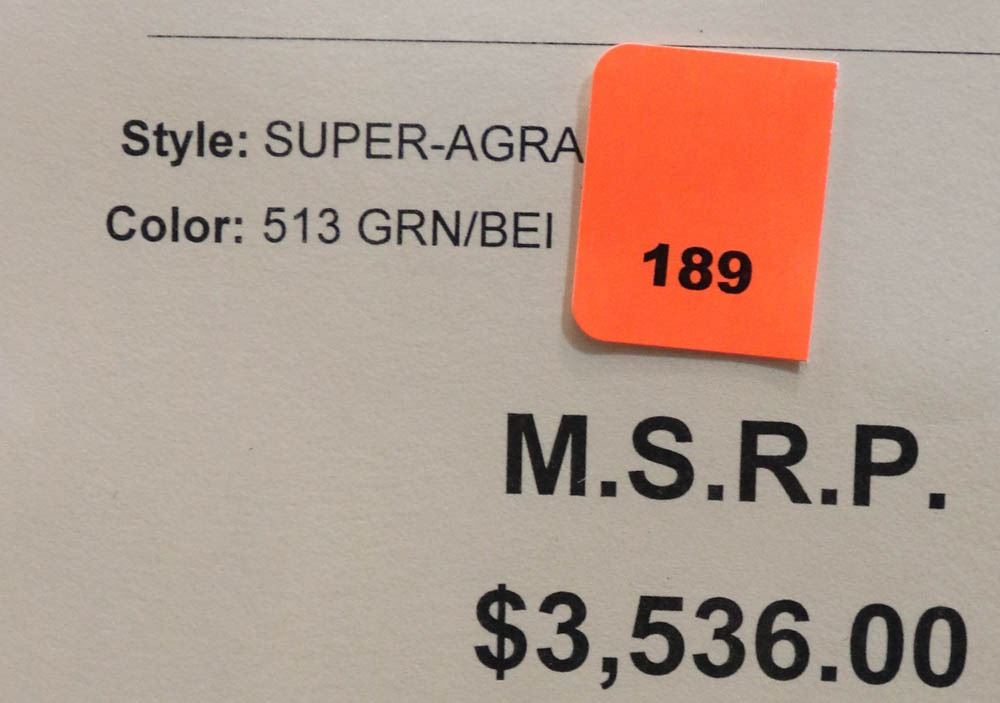 Style: SUPER-AGRA
Color: 513 GRN/BEI
189
M.S.R.P.
$3,536.00